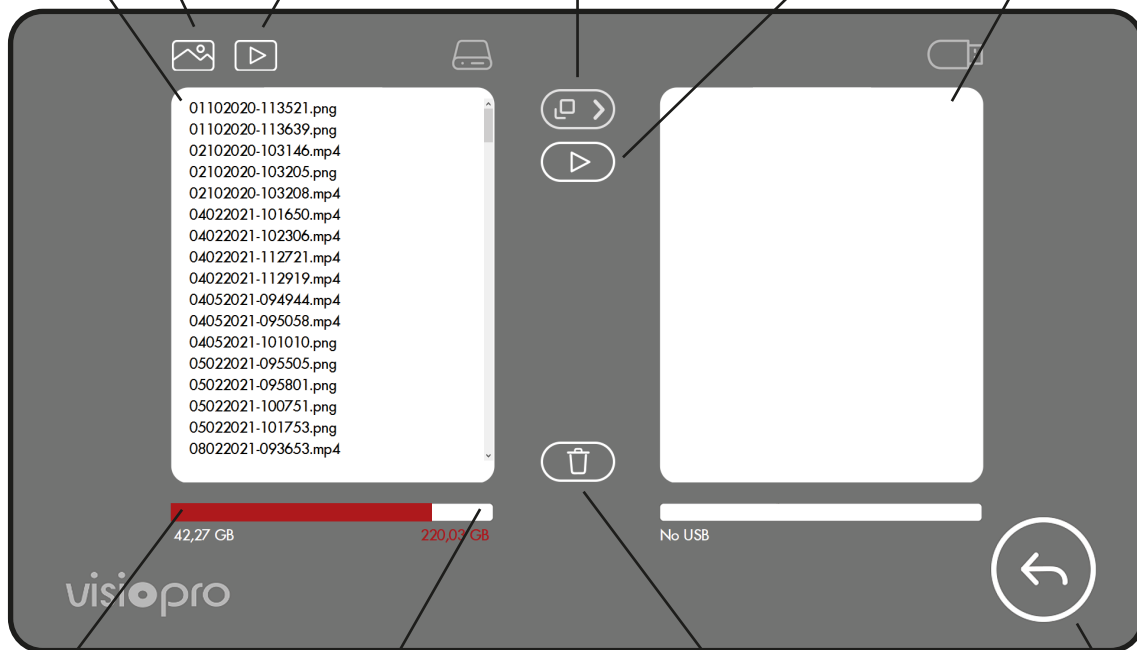 01102020-113521.png
01102020-113639.png
02102020-103146.mp4
02102020-103205.png
02102020-103208.mp4
04022021-101650.mp4
04022021-102306.mp4
04022021-112721.mp4
04022021-112919.mp4
04052021-094944.mp4
04052021-095058.mp4
04052021-101010.png
05022021-095505.png
05022021-095801.png
05022021-100751.png
05022021-101753.png
08022021-093653.mp4
42,27 GB 220,03 GB
No USB
visiopro